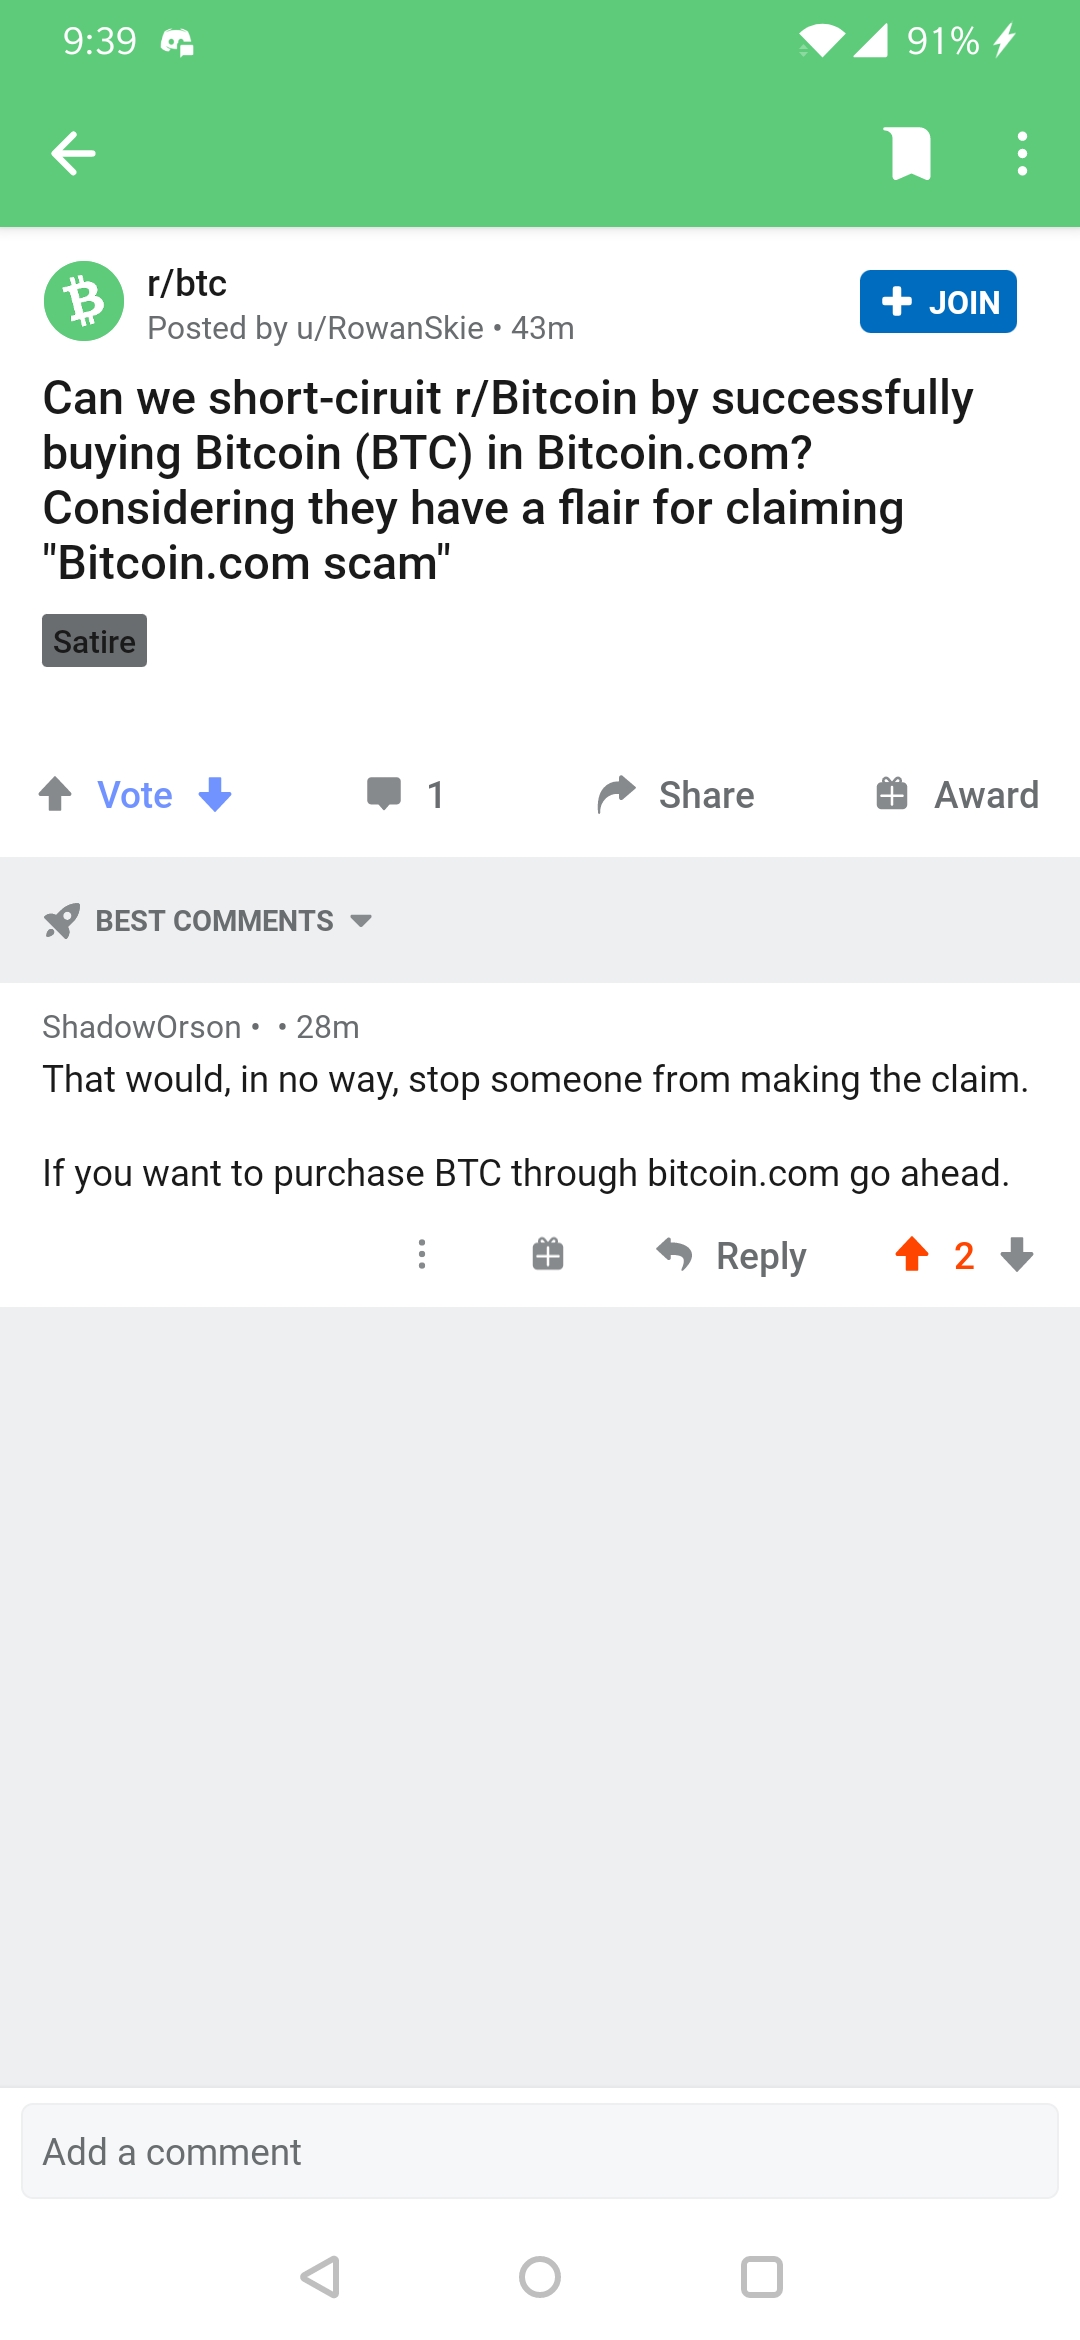 9:39
91%
r/btc
Posted by u/RowanSkie • 43m
JOIN
Can we short-ciruit r/Bitcoin by successfully
buying Bitcoin (BTC) in Bitcoin.com?
Considering they have a flair for claiming
"Bitcoin.com scam"
Satire
Vote
1
Share
Award
BEST COMMENTS
ShadowOrson • • 28m
That would, in no way, stop someone from making the claim.
If you want to purchase BTC through bitcoin.com go ahead.
Reply
2
Add a comment